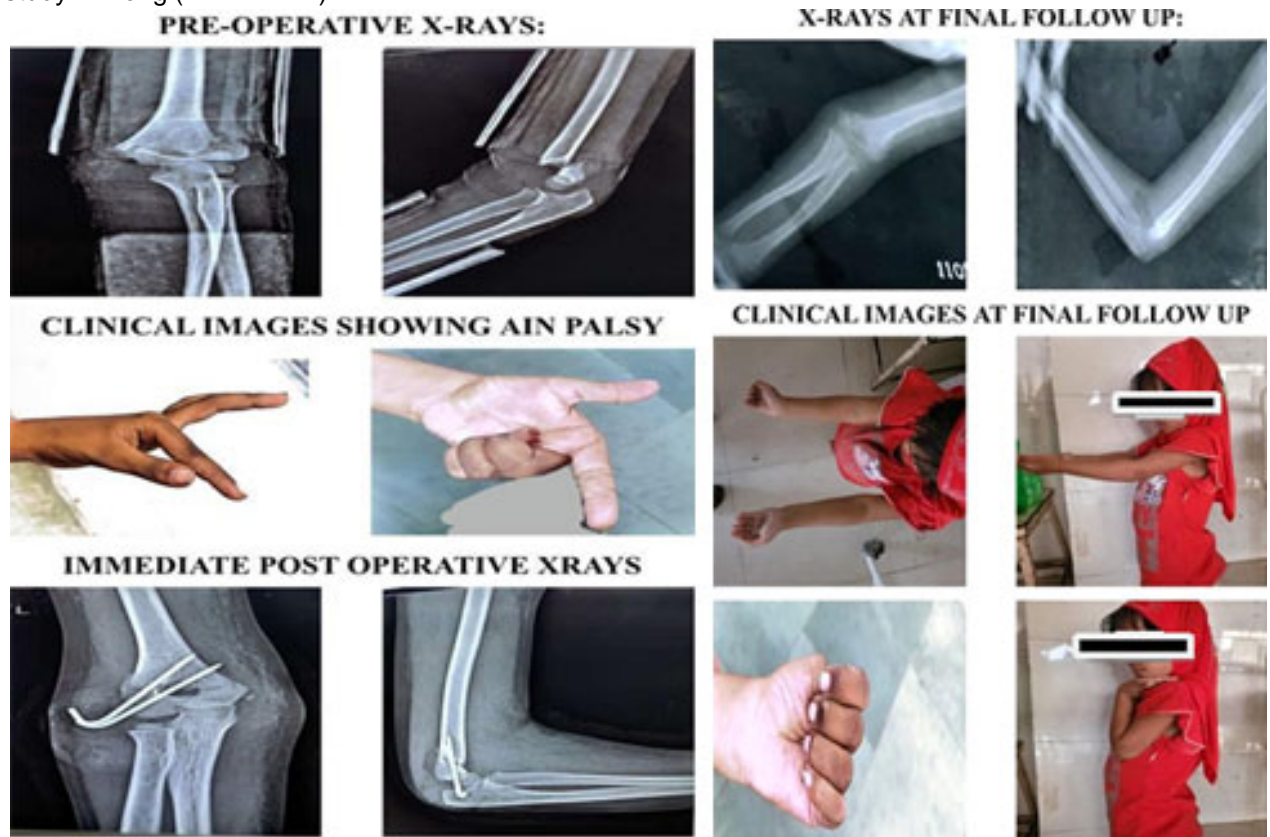 PRE-OPERATIVE X-RAYS:
X-RAYS AT FINAL FOLLOW UP:
CLINICAL IMAGES SHOWING AIN PALSY
CLINICAL IMAGES AT FINAL FOLLOW UP
IMMEDIATE POST OPERATIVE XRAYS
L